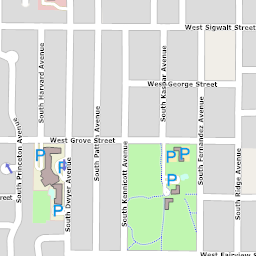 West Sigwalt Street
South Harvard Avenue
South Kaspar Avenue
West George Street
South Princeton Avenue
South Fernandez Avenue
South Patton Avenue
West Grove Street
P
P
P
P
P
P
South Dwyer Avenue
South Kennicott Avenue
South Ridge Avenue
West Fairview